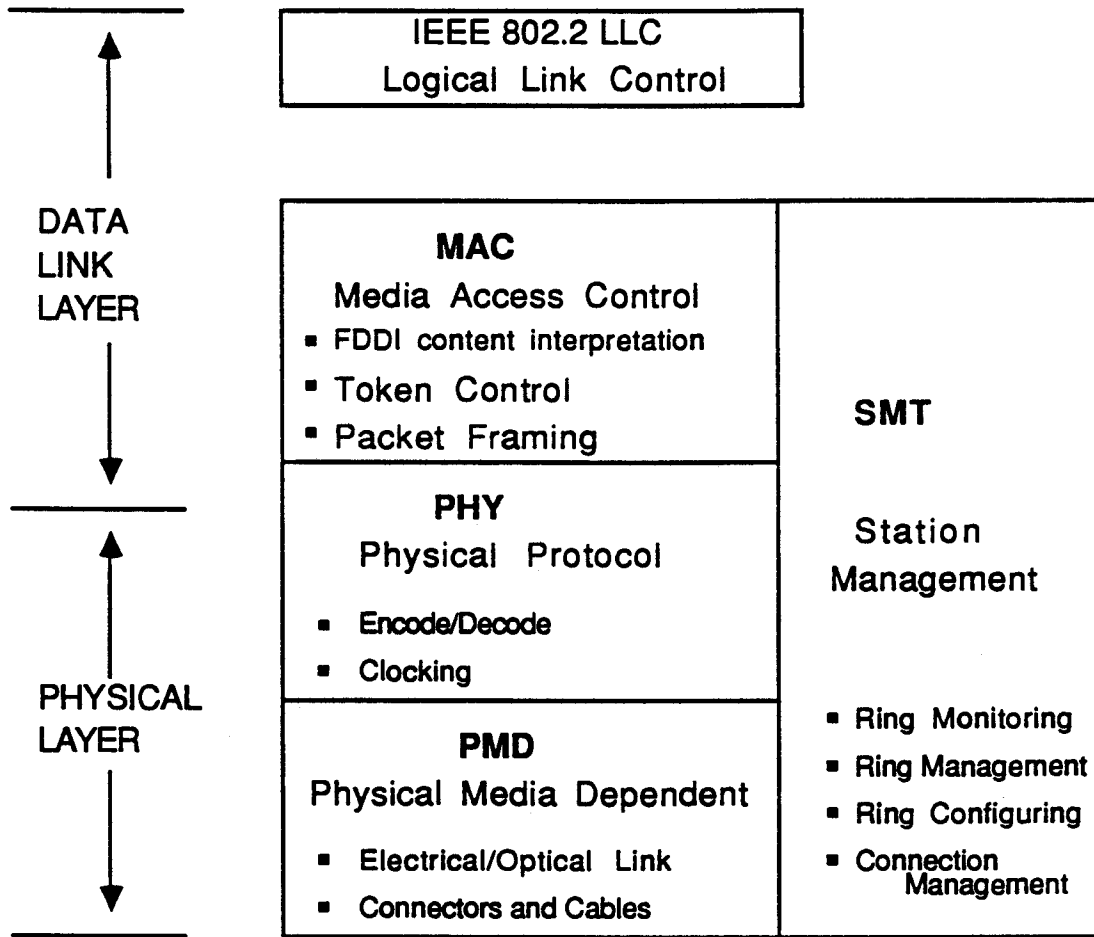 IEEE 802.2 LLC
Logical Link Control
DATA
LINK
LAYER
MAC
Media Access Control
▪ FDDI content interpretation
▪ Token Control
▪ Packet Framing
PHY
Physical Protocol
▪ Encode/Decode
▪ Clocking
PHYSICAL
LAYER
PMD
Physical Media Dependent
▪ Electrical/Optical Link
▪ Connectors and Cables
SMT
Station
Management
▪ Ring Monitoring
▪ Ring Management
▪ Ring Configuring
▪ Connection
Management